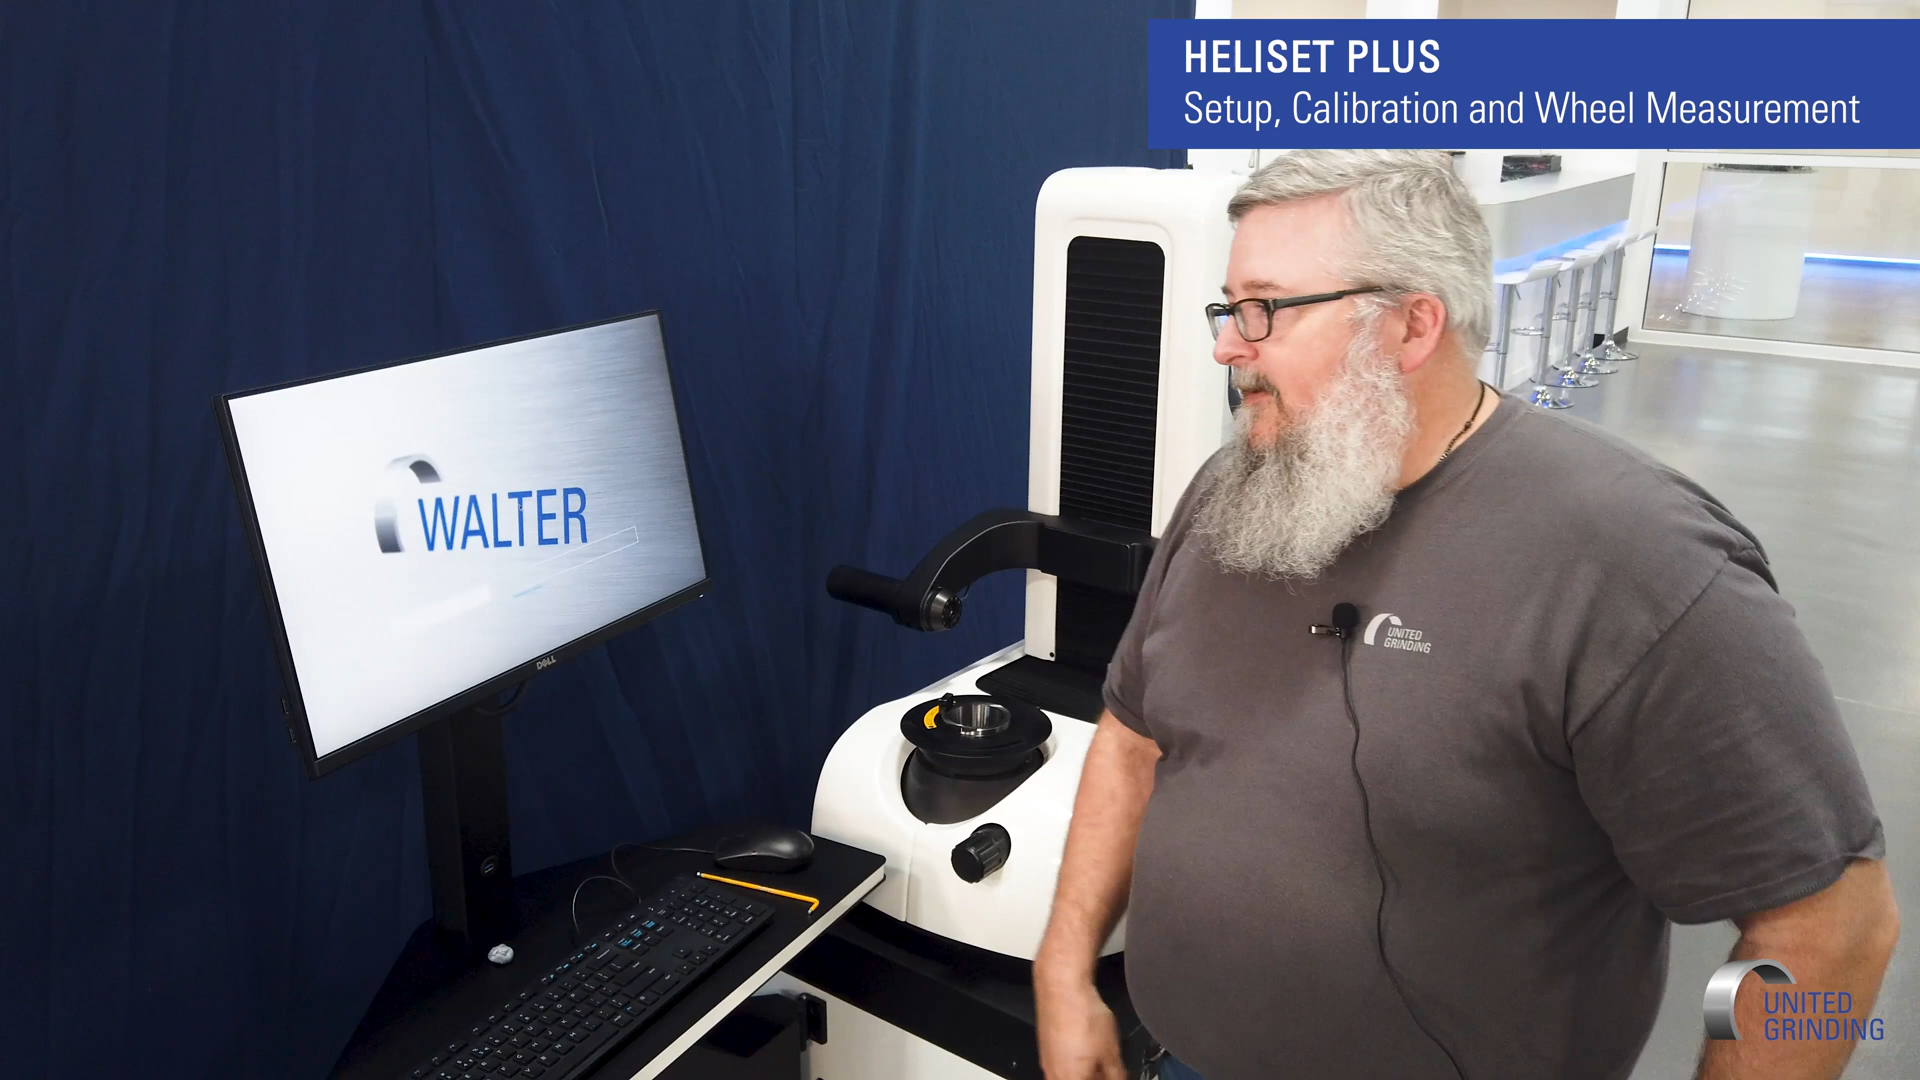 HELISET PLUS
Setup, Calibration and Wheel Measurement
WALTER
DELL
UNITED
GRINDING
UNITED
GRINDING